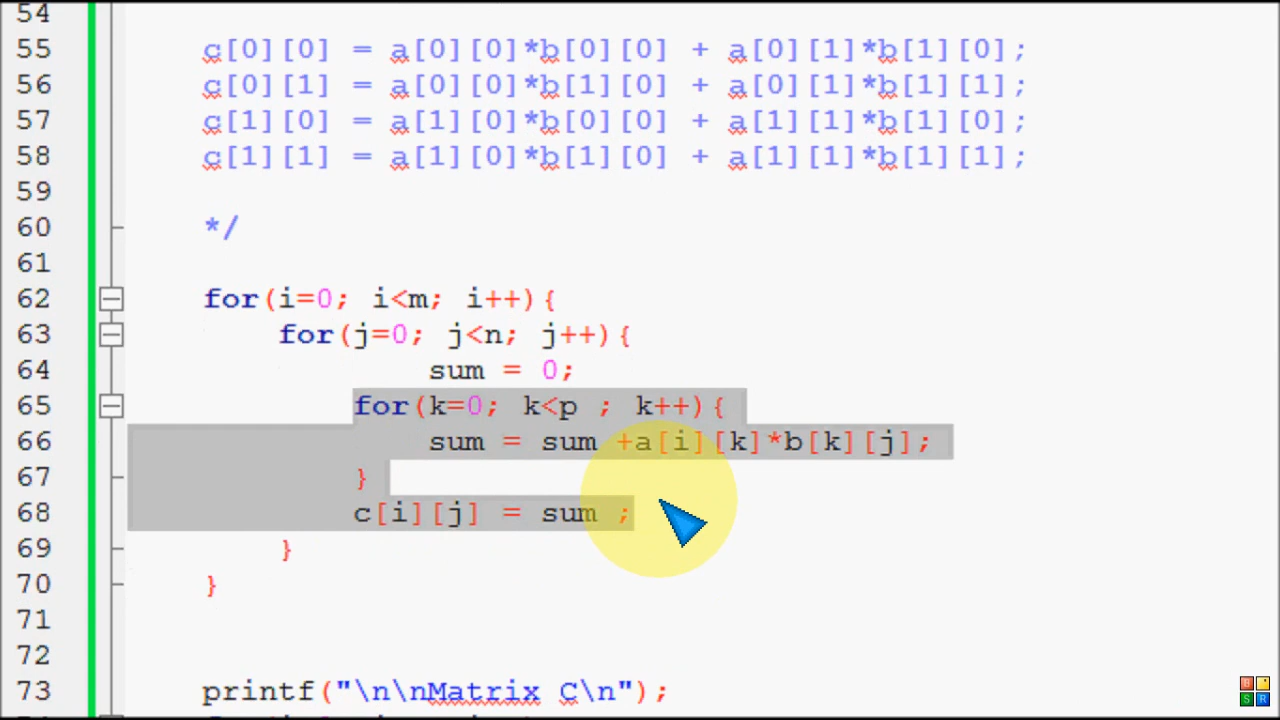 54
55 c[0][0] = a[0][0]*b[0][0] + a[0][1]*b[1][0];
56 c[0][1] = a[0][0]*b[1][0] + a[0][1]*b[1][0];
57 c[1][0] = a[1][0]*b[0][0] + a[1][1]*b[1][0];
58 c[1][1] = a[1][0]*b[1][0] + a[1][1]*b[1][1];
59
60 */
61
62 for(i=0; i<m; i++){
63 for(j=0; j<n; j++){
64 sum = 0;
65 for(k=0; k<p ; k++){
66 sum = sum +a[i][k]*b[k][j];
67 }
68 c[i][j] = sum ;
69 }
70 }
71
72
73 printf("\n\nMatrix C\n");